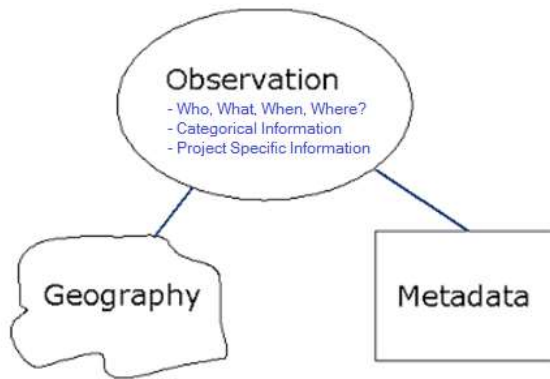 Observation
- Who, What, When, Where?
- Categorical Information
- Project Specific Information
Geography
Metadata